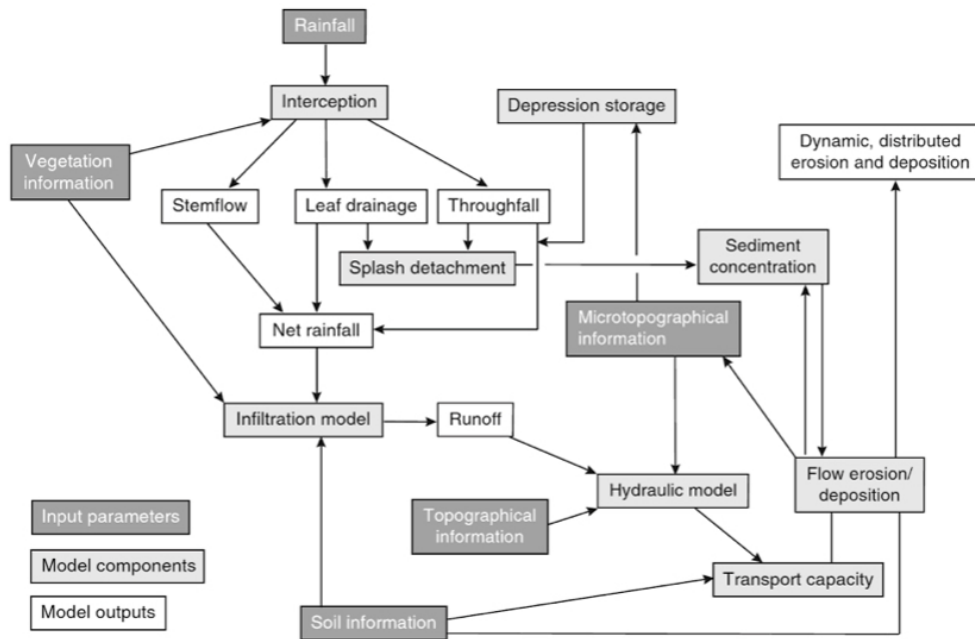 Rainfall
Interception
Depression storage
Dynamic, distributed
erosion and deposition
Vegetation
information
Stemflow
Leaf drainage
Throughfall
Splash detachment
Sediment
concentration
Net rainfall
Microtopographical
information
Infiltration model
Runoff
Hydraulic model
Flow erosion/
deposition
Topographical
information
Transport capacity
Soil information
Input parameters
Model components
Model outputs